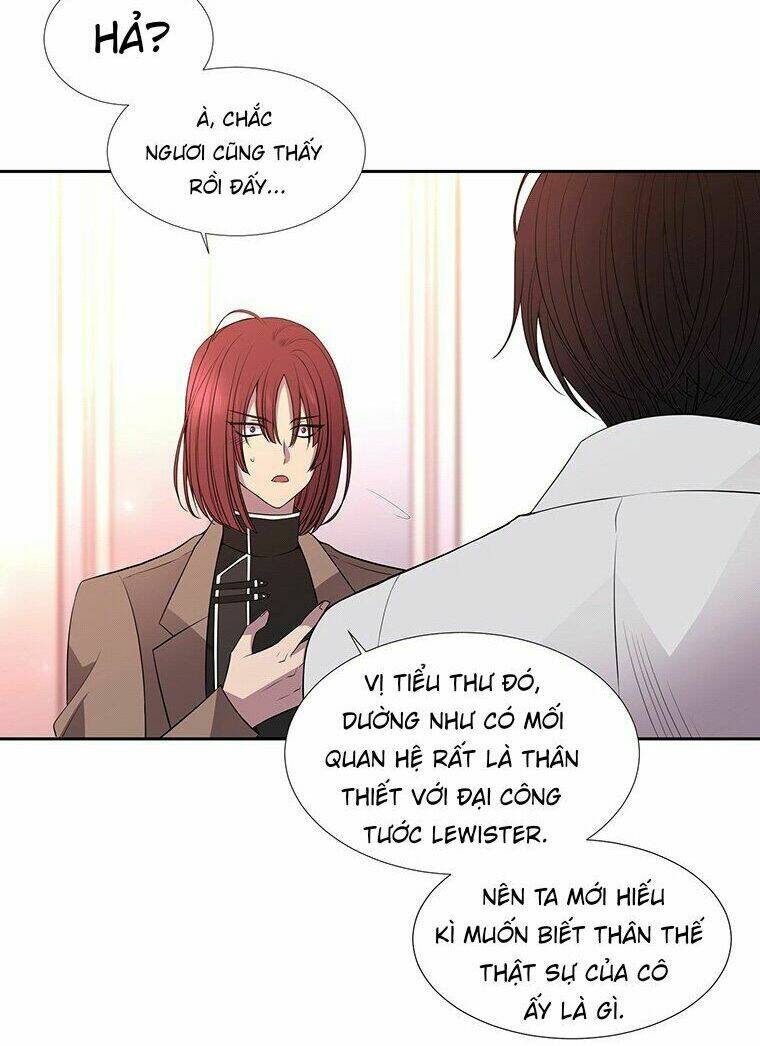 HẢ?
À, CHẮC
NGƯƠI CŨNG THẤY
RỒI ĐẤY...
VỊ TIỂU THƯ ĐÓ,
DƯỜNG NHƯ CÓ MỐI
QUAN HỆ RẤT LÀ THÂN
THIẾT VỚI ĐẠI CÔNG
TƯỚC LEWISTER.
NÊN TA MỚI HIẾU
KÌ MUỐN BIẾT THÂN THẾ
THẬT SỰ CỦA CÔ
ẤY LÀ GÌ.